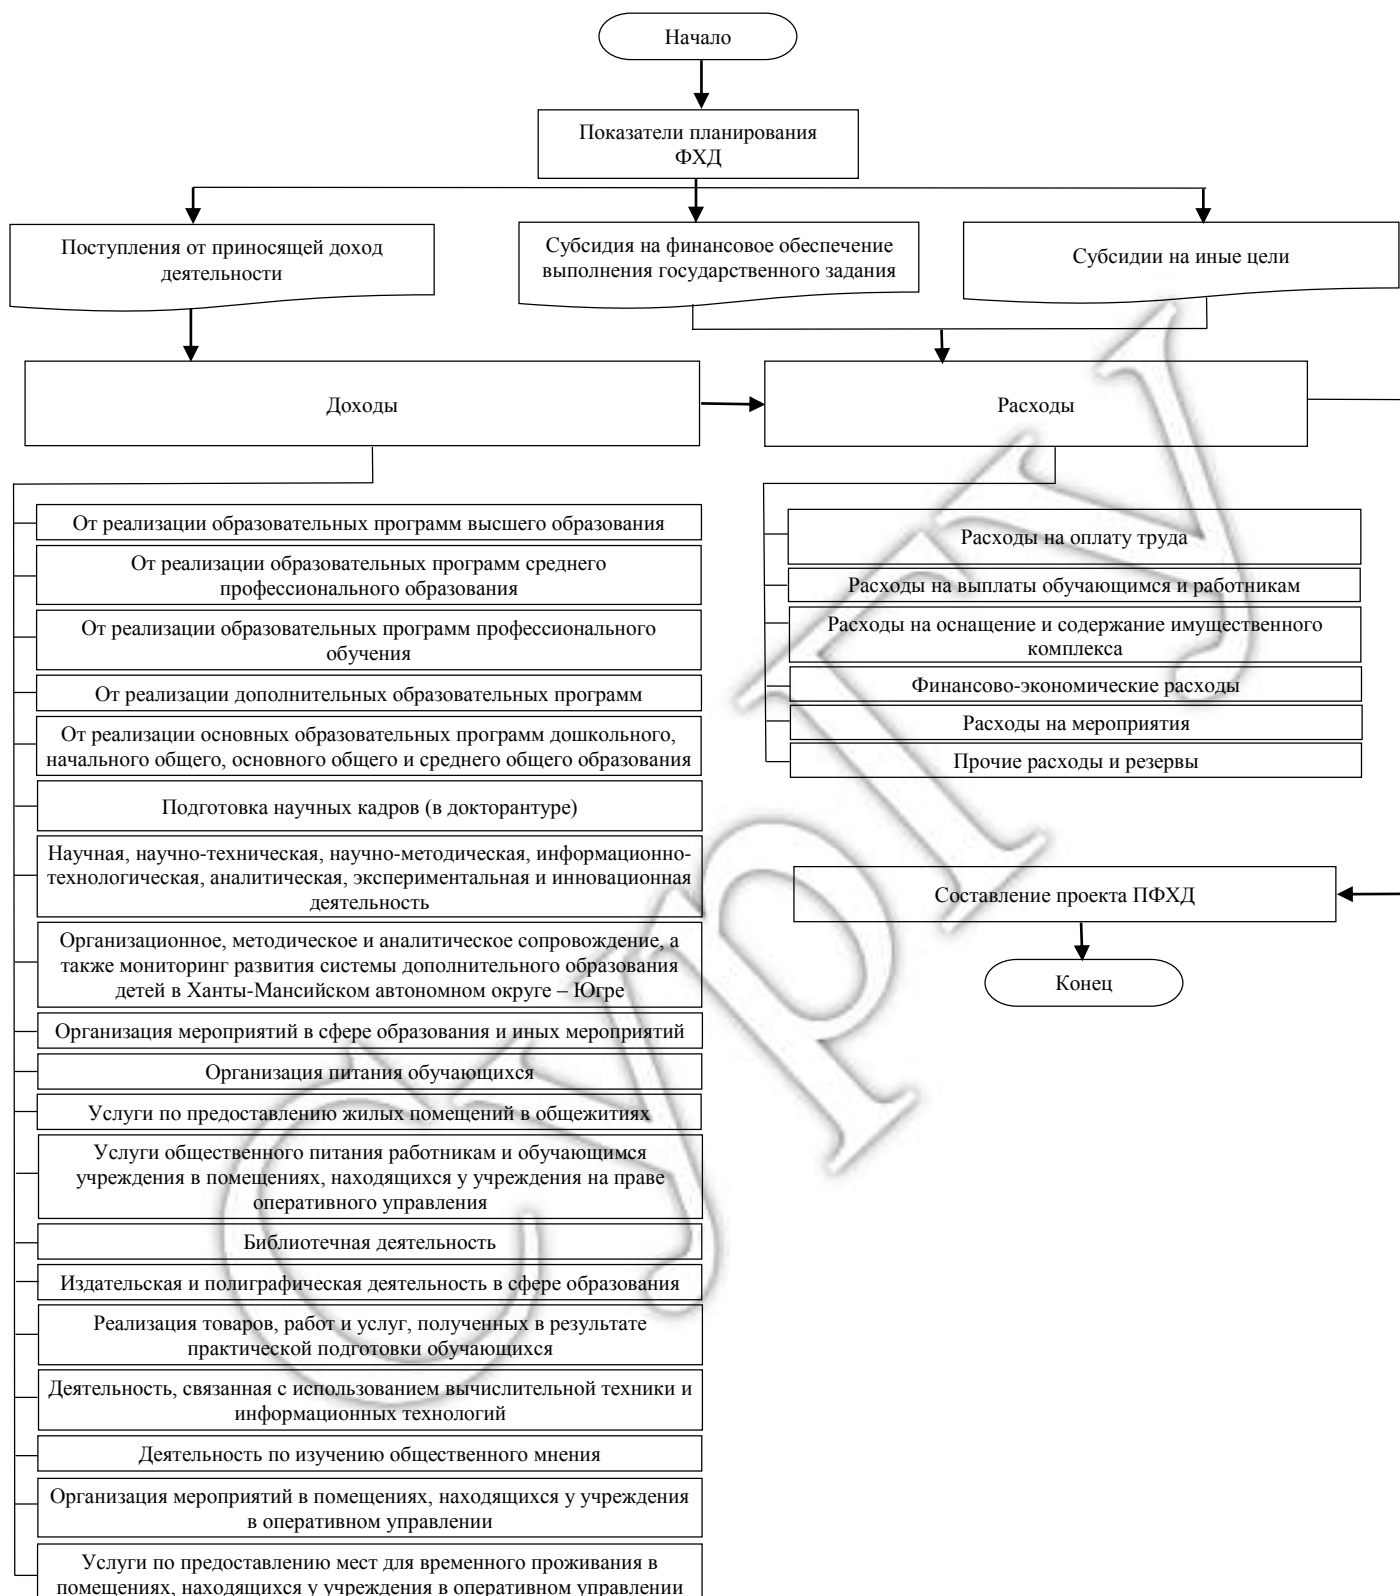 Начало
Показатели планирования
ФХД
Поступления от приносящей доход
деятельности
Субсидия на финансовое обеспечение
выполнения государственного задания
Субсидии на иные цели
Доходы
Расходы
От реализации образовательных программ высшего образования
От реализации образовательных программ среднего
профессионального образования
От реализации образовательных программ профессионального
обучения
От реализации дополнительных образовательных программ
От реализации основных образовательных программ дошкольного,
начального общего, основного общего и среднего общего образования
Подготовка научных кадров (в докторантуре)
Научная, научно-техническая, научно-методическая, информационно-
технологическая, аналитическая, экспериментальная и инновационная
деятельность
Организационное, методическое и аналитическое сопровождение, а
также мониторинг развития системы дополнительного образования
детей в Ханты-Мансийском автономном округе – Югре
Организация мероприятий в сфере образования и иных мероприятий
Организация питания обучающихся
Услуги по предоставлению жилых помещений в общежитиях
Услуги общественного питания работникам и обучающимся
учреждения в помещениях, находящихся у учреждения на праве
оперативного управления
Библиотечная деятельность
Издательская и полиграфическая деятельность в сфере образования
Реализация товаров, работ и услуг, полученных в результате
практической подготовки обучающихся
Деятельность, связанная с использованием вычислительной техники и
информационных технологий
Деятельность по изучению общественного мнения
Организация мероприятий в помещениях, находящихся у учреждения
в оперативном управлении
Услуги по предоставлению мест для временного проживания в
помещениях, находящихся у учреждения в оперативном управлении
Расходы на оплату труда
Расходы на выплаты обучающимся и работникам
Расходы на оснащение и содержание имущественного
комплекса
Финансово-экономические расходы
Расходы на мероприятия
Прочие расходы и резервы
Составление проекта ПФХД
Конец
СурГУ